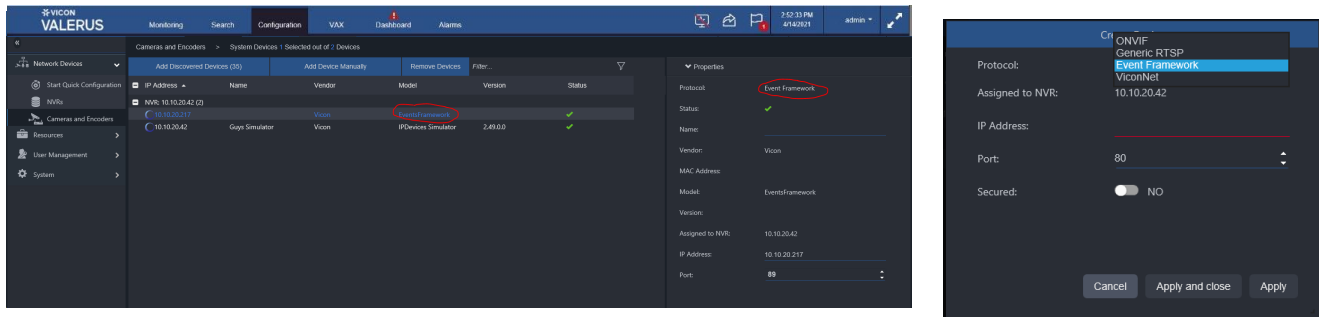 VICON
VALERUS
Monitoring Search Configuration VAX Dashboard Alarms
2:52:33 PM
4/14/2021
admin
1
«
Cameras and Encoders > System Devices 1 Selected out of 2 Devices
Network Devices
Start Quick Configuration
NVRs
Cameras and Encoders
Resources
User Management
System
Add Discovered Devices (35) Add Device Manually Remove Devices Filter...
IP Address Name Vendor Model Version Status
NVR: 10.10.20.42 (2)
10.10.20.217 Vicon EventsFramework
10.10.20.42 Guys Simulator Vicon IPDevices Simulator 2.49.0.0
Properties
Protocol: Event Framework
Status:
Name:
Vendor: Vicon
MAC Address:
Model: EventsFramework
Version:
Assigned to NVR: 10.10.20.42
IP Address: 10.10.20.217
Port: 89
Protocol:
ONVIF
Generic RTSP
Event Framework
ViconNet
Assigned to NVR: 10.10.20.42
IP Address:
Port: 80
Secured: NO
Cancel Apply and close Apply